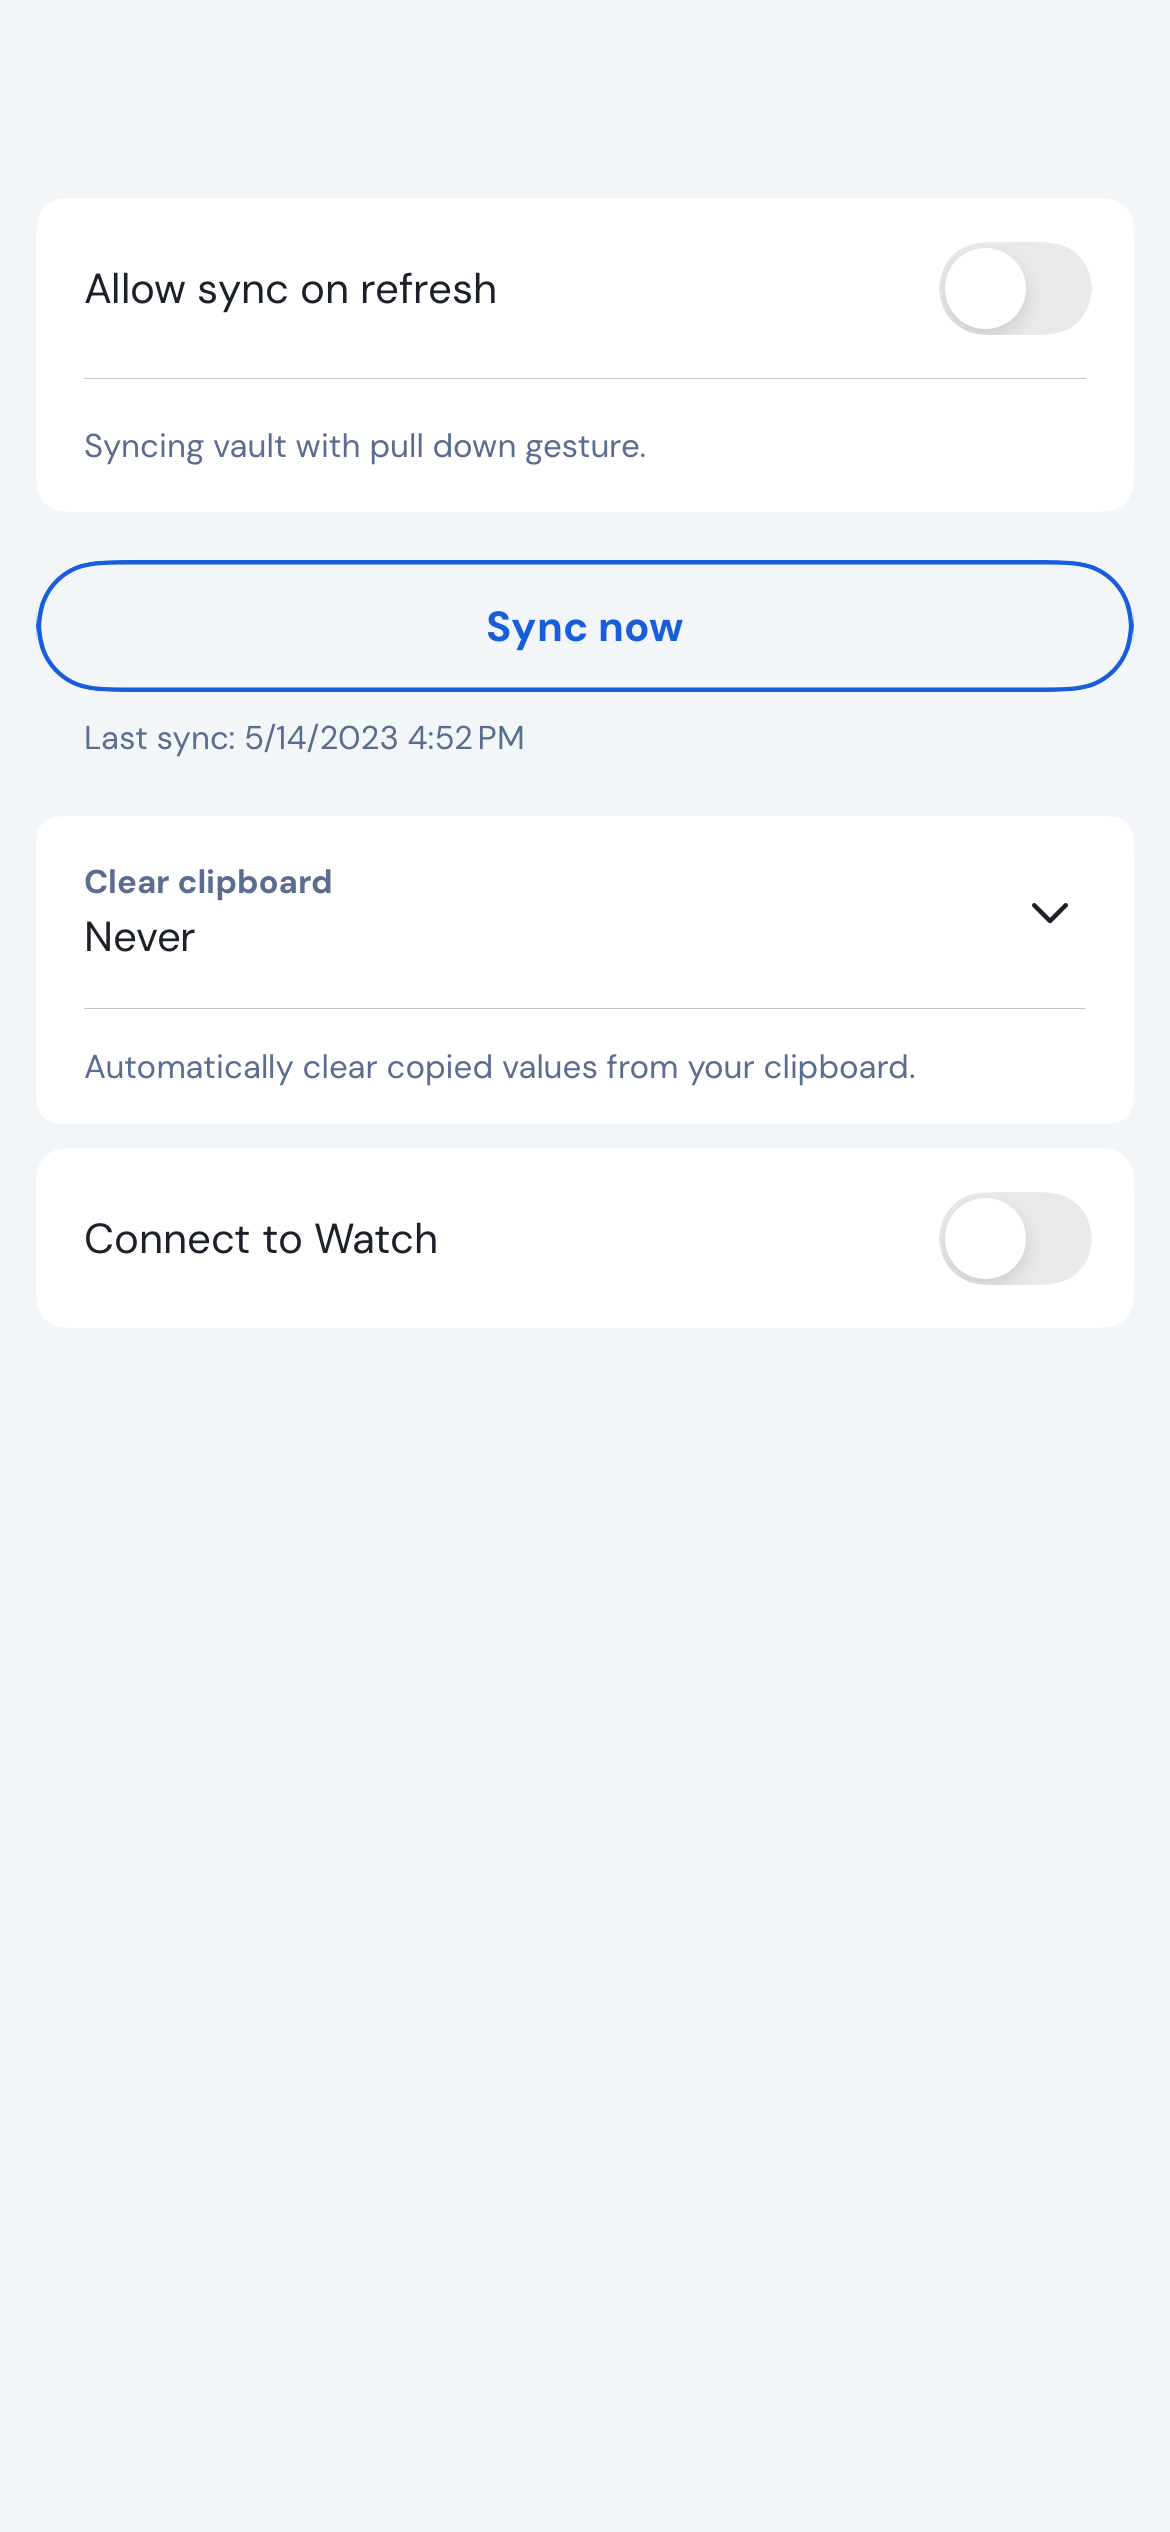 Allow sync on refresh
Syncing vault with pull down gesture.
Sync now
Last sync: 5/14/2023 4:52 PM
Clear clipboard
Never
Automatically clear copied values from your clipboard.
Connect to Watch